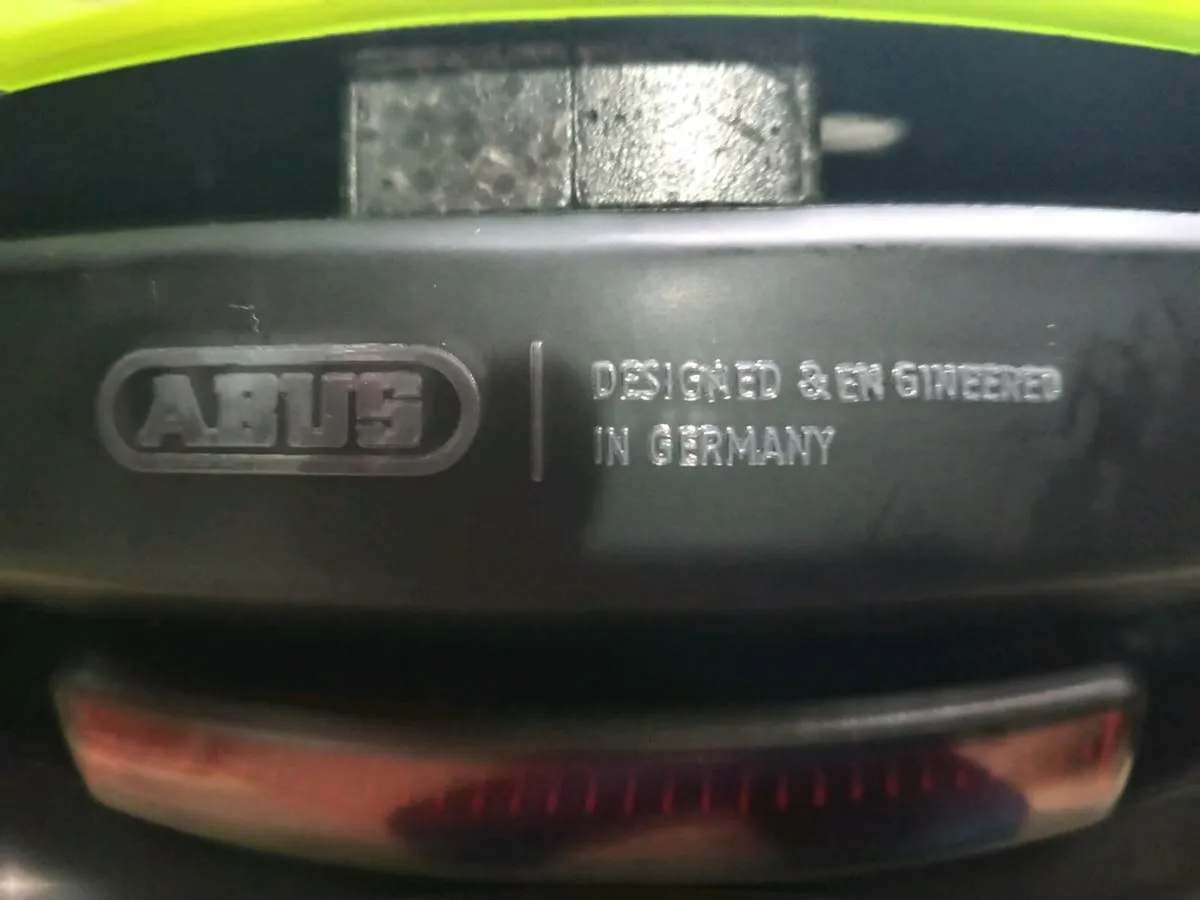 ABUS
DESIGNED & ENGINEERED
IN GERMANY